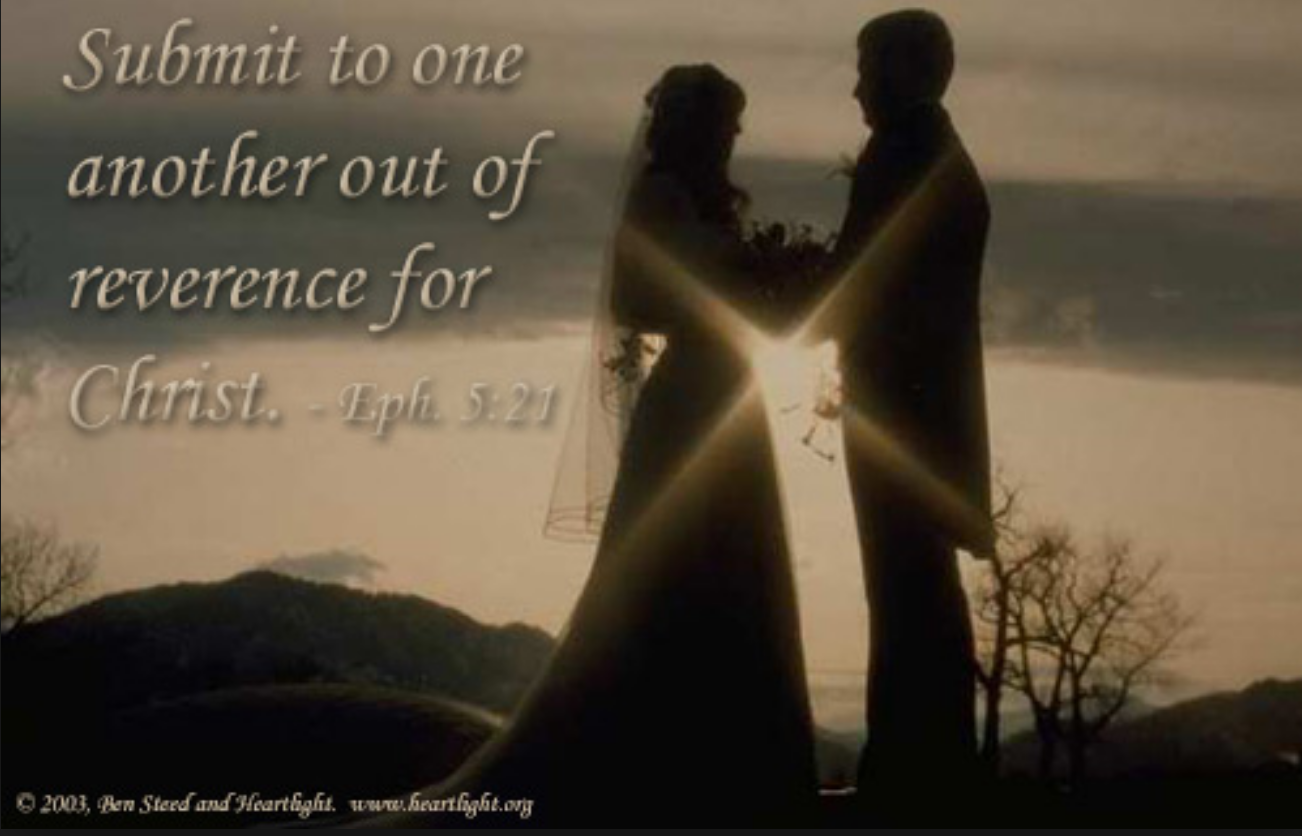 Submit to one
another out of
reverence for
Christ. - Eph. 5:21
© 2003, Ben Steed and Heartlight. www.heartlight.org